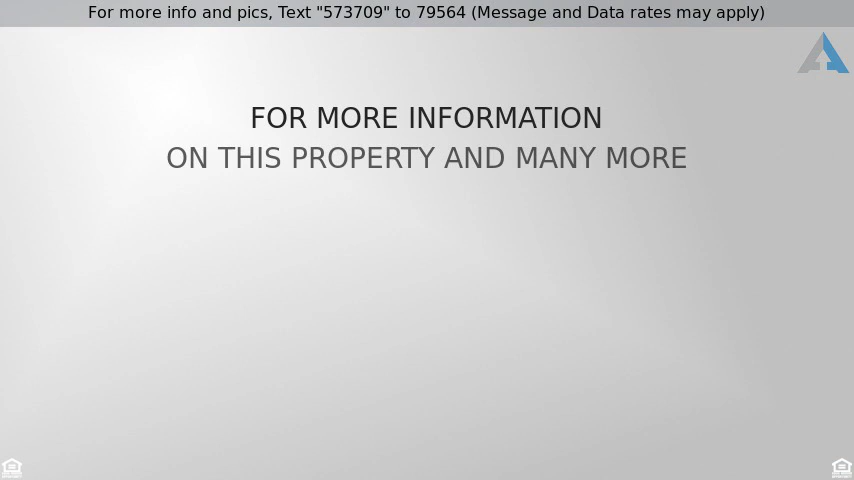 For more info and pics, Text "573709" to 79564 (Message and Data rates may apply)
FOR MORE INFORMATION
ON THIS PROPERTY AND MANY MORE